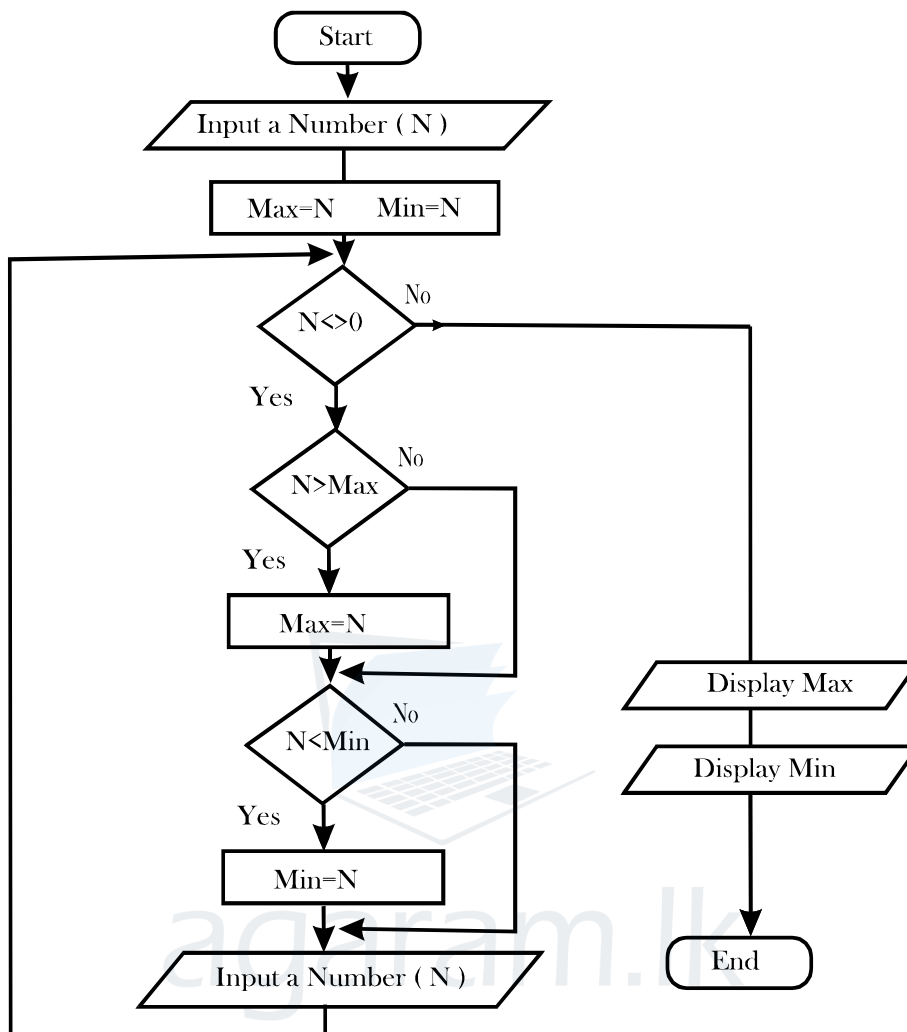 Start
Input a Number ( N )
Max=N Min=N
N<>0
No
Yes
N>Max
No
Yes
Max=N
N<Min
No
Yes
Min=N
Input a Number ( N )
Display Max
Display Min
End
agaram.lk